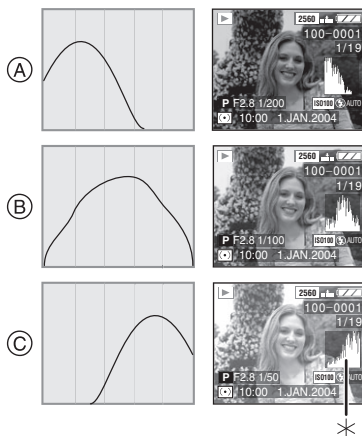 A
2560
100-0001
1/19
P F2.8 1/200
ISO100 AUTO
10:00 1.JAN.2004
B
2560
100-0001
1/19
P F2.8 1/100
ISO100 AUTO
10:00 1.JAN.2004
C
2560
100-0001
1/19
P F2.8 1/50
ISO100 AUTO
10:00 1.JAN.2004
*